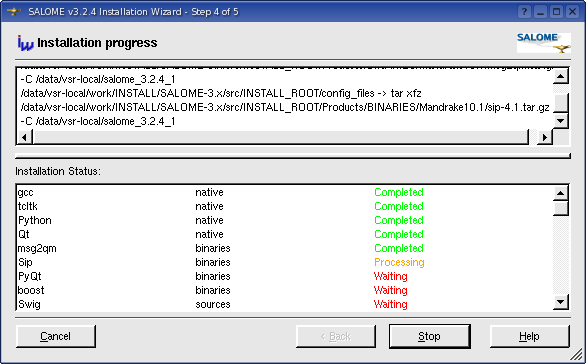 SALOME v3.2.4 Installation Wizard - Step 4 of 5
iw Installation progress
SALOME
-C /data/vsr-local/salome_3.2.4_1
/data/vsr-local/work/INSTALL/SALOME-3.x/src/INSTALL_ROOT/config_files -> tar xfz
/data/vsr-local/work/INSTALL/SALOME-3.x/src/INSTALL_ROOT/Products/BINARIES/Mandrake10.1/sip-4.1.tar.gz
-C /data/vsr-local/salome_3.2.4_1
Installation Status:
gcc native Completed
tcltk native Completed
Python native Completed
Qt native Completed
msg2qm binaries Completed
Sip binaries Processing
PyQt binaries Waiting
boost binaries Waiting
Swig sources Waiting
Cancel < Back Stop Help